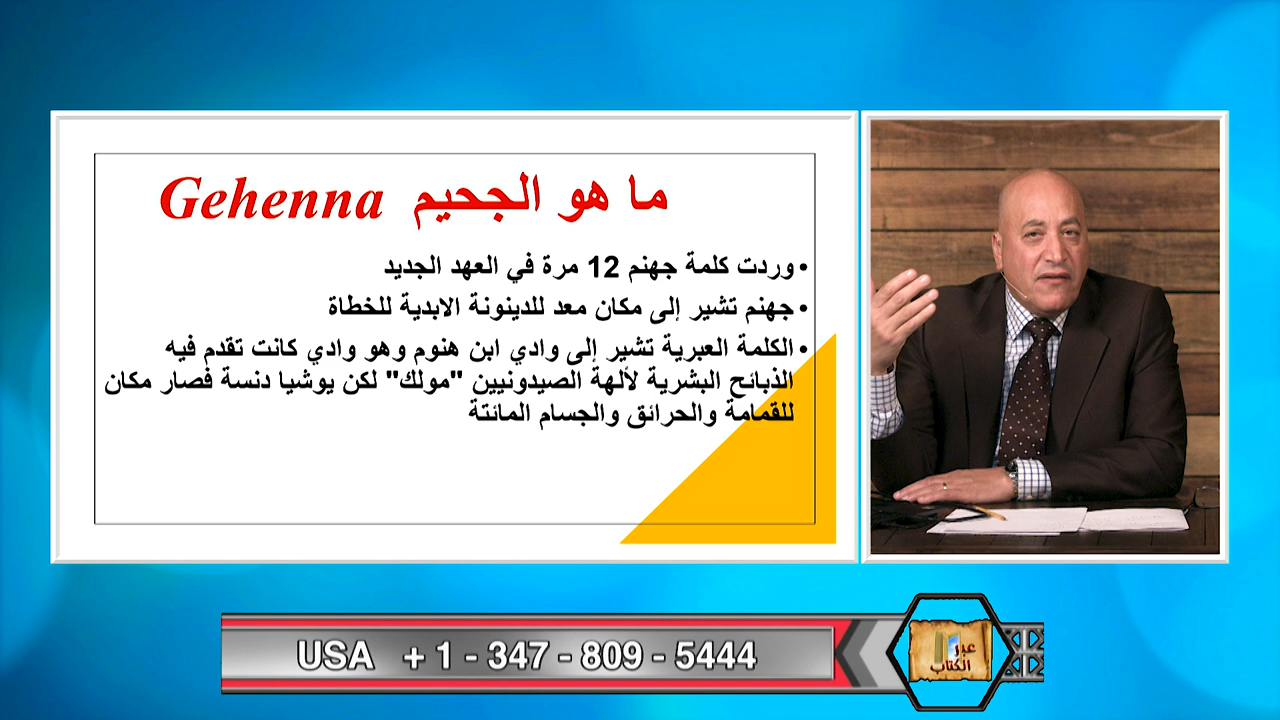 ما هو الجحيم Gehenna
• وردت كلمة جهنم 12 مرة في العهد الجديد
• جهنم تشير إلى مكان معد للدينونة الابدية للخطاة
• الكلمة العبرية تشير إلى وادي ابن هنوم وهو وادي كانت تقدم فيه
الذبائح البشرية لألهة الصيدونيين "مولك" لكن يوشيا دنسة فصار مكان
للقمامة والحرائق والجسام المائتة
USA + 1 - 347 - 809 - 5444
عبر
الكتاب